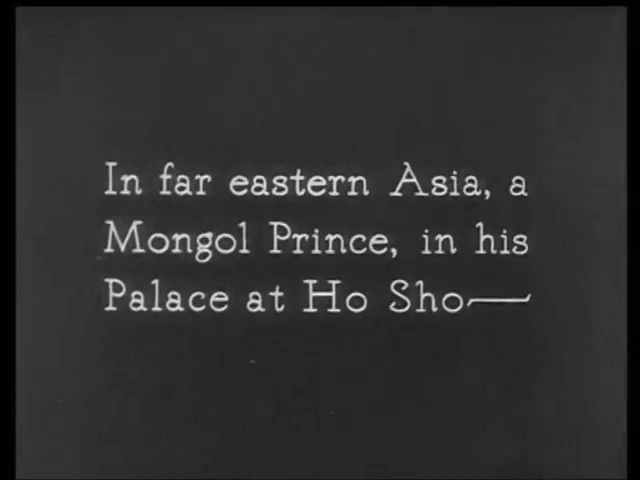 In far eastern Asia, a
Mongol Prince, in his
Palace at Ho Sho—